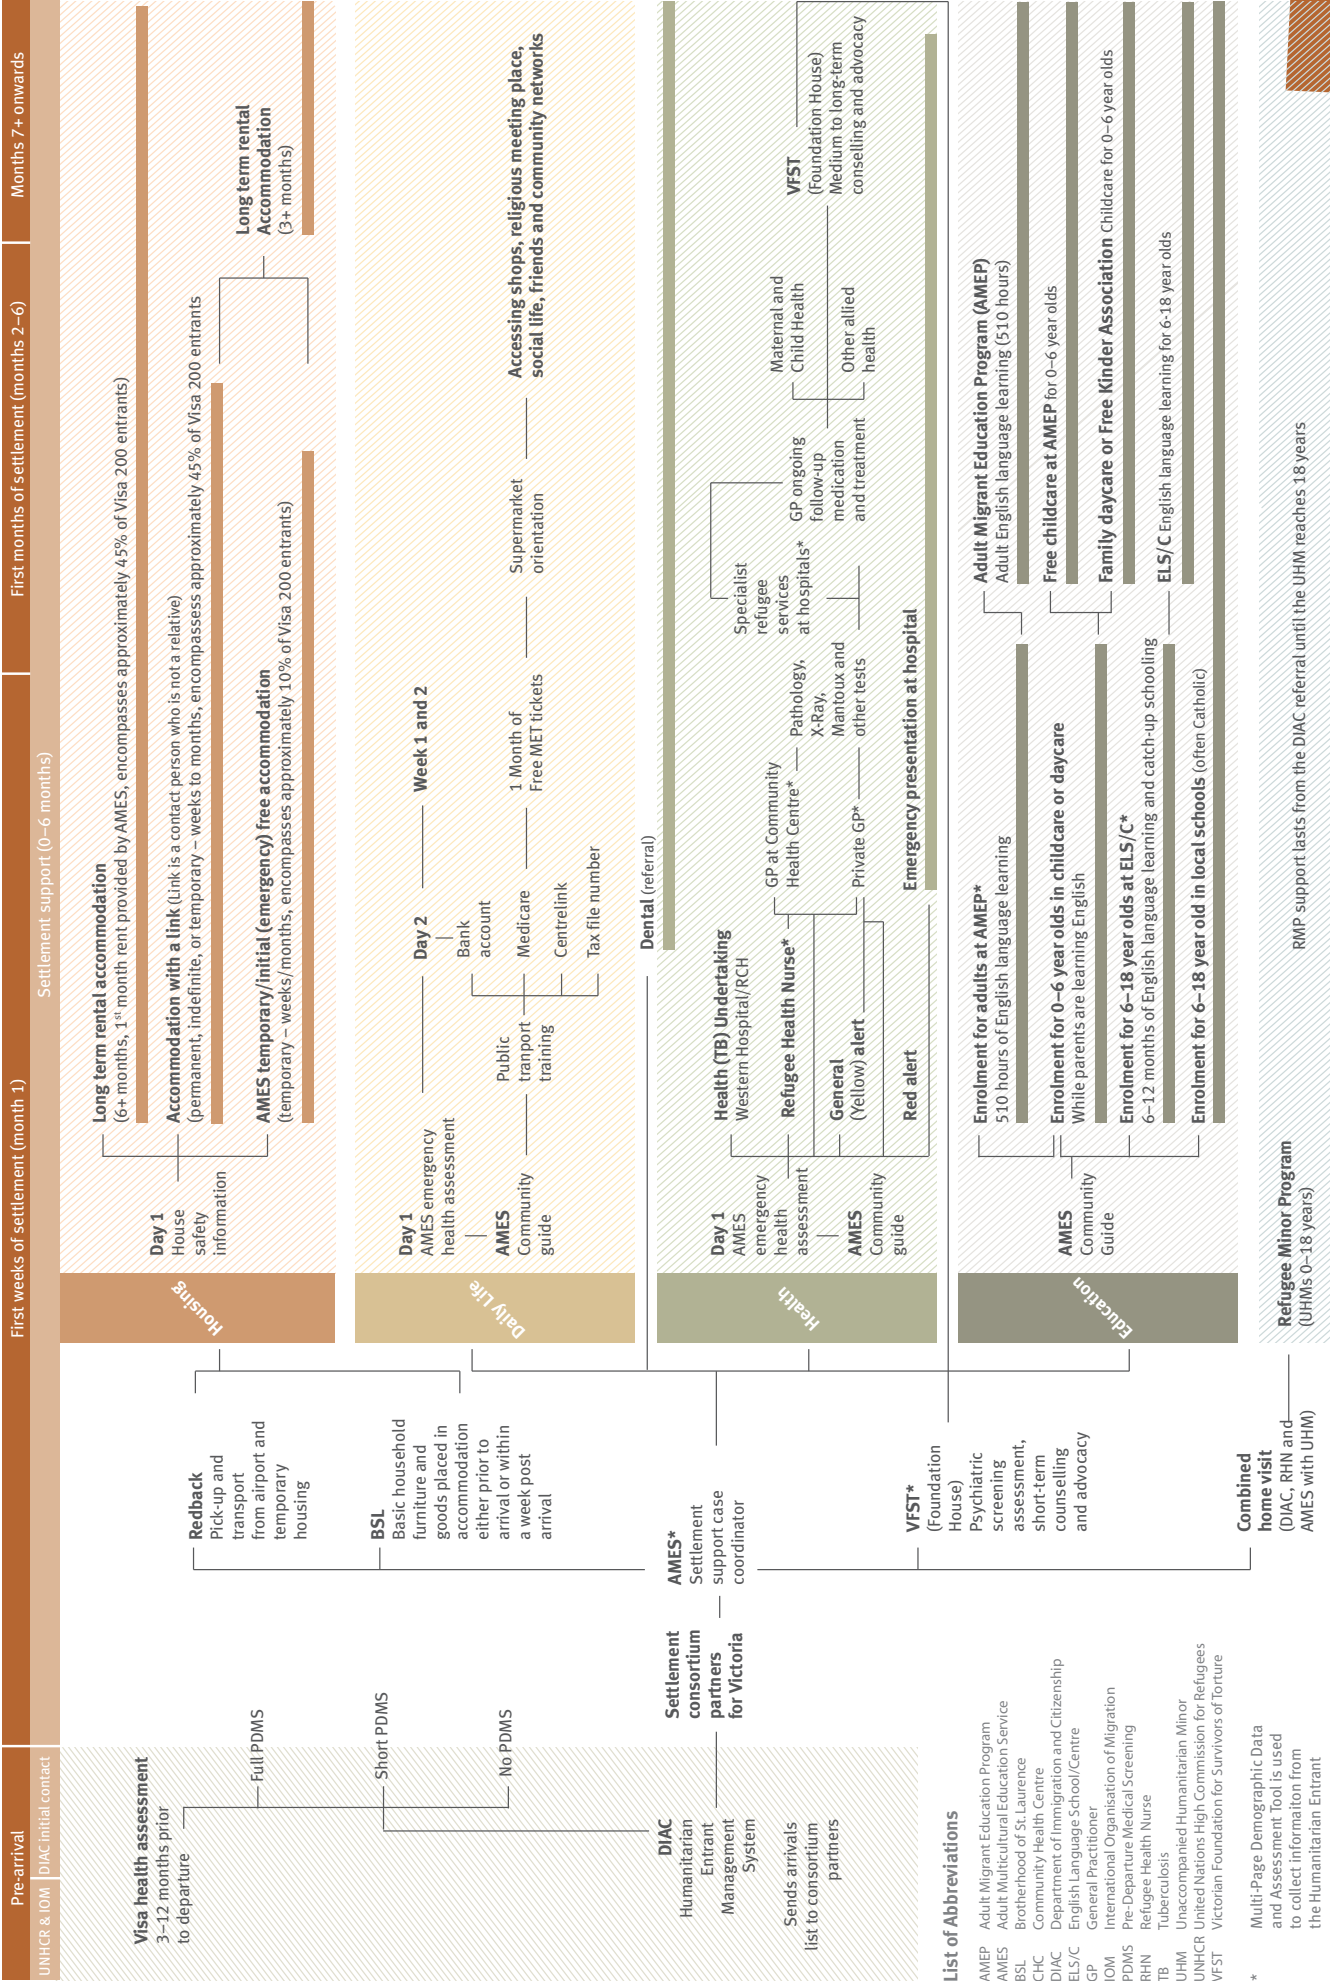 Pre-arrival
First weeks of settlement (month 1)
First months of settlement (months 2–6)
Months 7+ onwards
UNHCR & IOM
DIAC initial contact
Settlement support (0–6 months)
Visa health assessment
3–12 months prior
to departure
Full PDMS
Short PDMS
No PDMS
DIAC
Humanitarian
Entrant
Management
System
Sends arrivals
list to consortium
partners
Settlement
consortium
partners
for Victoria
AMES*
Settlement
support case
coordinator
Redback
Pick-up and
transport
from airport and
temporary
housing
BSL
Basic household
furniture and
goods placed in
accommodation
either prior to
arrival or within
a week post
arrival
VFST*
(Foundation
House)
Psychiatric
screening
assessment,
short-term
counselling
and advocacy
Combined
home visit
(DIAC, RHN and
AMES with UHM)
Housing
Day 1
House
safety
information
Long term rental accommodation
(6+ months, 1st month rent provided by AMES, encompasses approximately 45% of Visa 200 entrants)
Accommodation with a link (Link is a contact person who is not a relative)
(permanent, indefinite, or temporary – weeks to months, encompassess approximately 45% of Visa 200 entrants
AMES temporary/initial (emergency) free accommodation
(temporary – weeks/months, encompasses approximately 10% of Visa 200 entrants)
Long term rental
Accommodation
(3+ months)
Daily Life
Day 1
AMES emergency
health assessment
AMES
Community
guide
Public
tranport
training
Day 2
Bank
account
Medicare
Centrelink
Tax file number
Week 1 and 2
1 Month of
Free MET tickets
Supermarket
orientation
Accessing shops, religious meeting place,
social life, friends and community networks
Dental (referral)
Health
Day 1
AMES
emergency
health
assessment
AMES
Community
guide
Health (TB) Undertaking
Western Hospital/RCH
Refugee Health Nurse*
General
(Yellow) alert
Red alert
GP at Community
Health Centre*
Private GP*
Pathology,
X-Ray,
Mantoux and
other tests
Emergency presentation at hospital
Specialist
refugee
services
at hospitals*
GP ongoing
follow-up
medication
and treatment
Maternal and
Child Health
Other allied
health
VFST
(Foundation House)
Medium to long-term
conselling and advocacy
Education
AMES
Community
Guide
Enrolment for adults at AMEP*
510 hours of English language learning
Enrolment for 0–6 year olds in childcare or daycare
While parents are learning English
Enrolment for 6–18 year olds at ELS/C*
6–12 months of English language learning and catch-up schooling
Enrolment for 6–18 year old in local schools (often Catholic)
Adult Migrant Education Program (AMEP)
Adult English language learning (510 hours)
Free childcare at AMEP for 0–6 year olds
Family daycare or Free Kinder Association Childcare for 0–6 year olds
ELS/C English language learning for 6-18 year olds
Refugee Minor Program
(UHMs 0–18 years)
RMP support lasts from the DIAC referral until the UHM reaches 18 years
List of Abbreviations
AMEP Adult Migrant Education Program
AMES Adult Multicultural Education Service
BSL Brotherhood of St. Laurence
CHC Community Health Centre
DIAC Department of Immigration and Citizenship
ELS/C English Language School/Centre
GP General Practitioner
IOM International Organisation of Migration
PDMS Pre-Departure Medical Screening
RHN Refugee Health Nurse
TB Tuberculosis
UHM Unaccompanied Humanitarian Minor
UNHCR United Nations High Commission for Refugees
VFST Victorian Foundation for Survivors of Torture
* Multi-Page Demographic Data
and Assessment Tool is used
to collect informaiton from
the Humanitarian Entrant